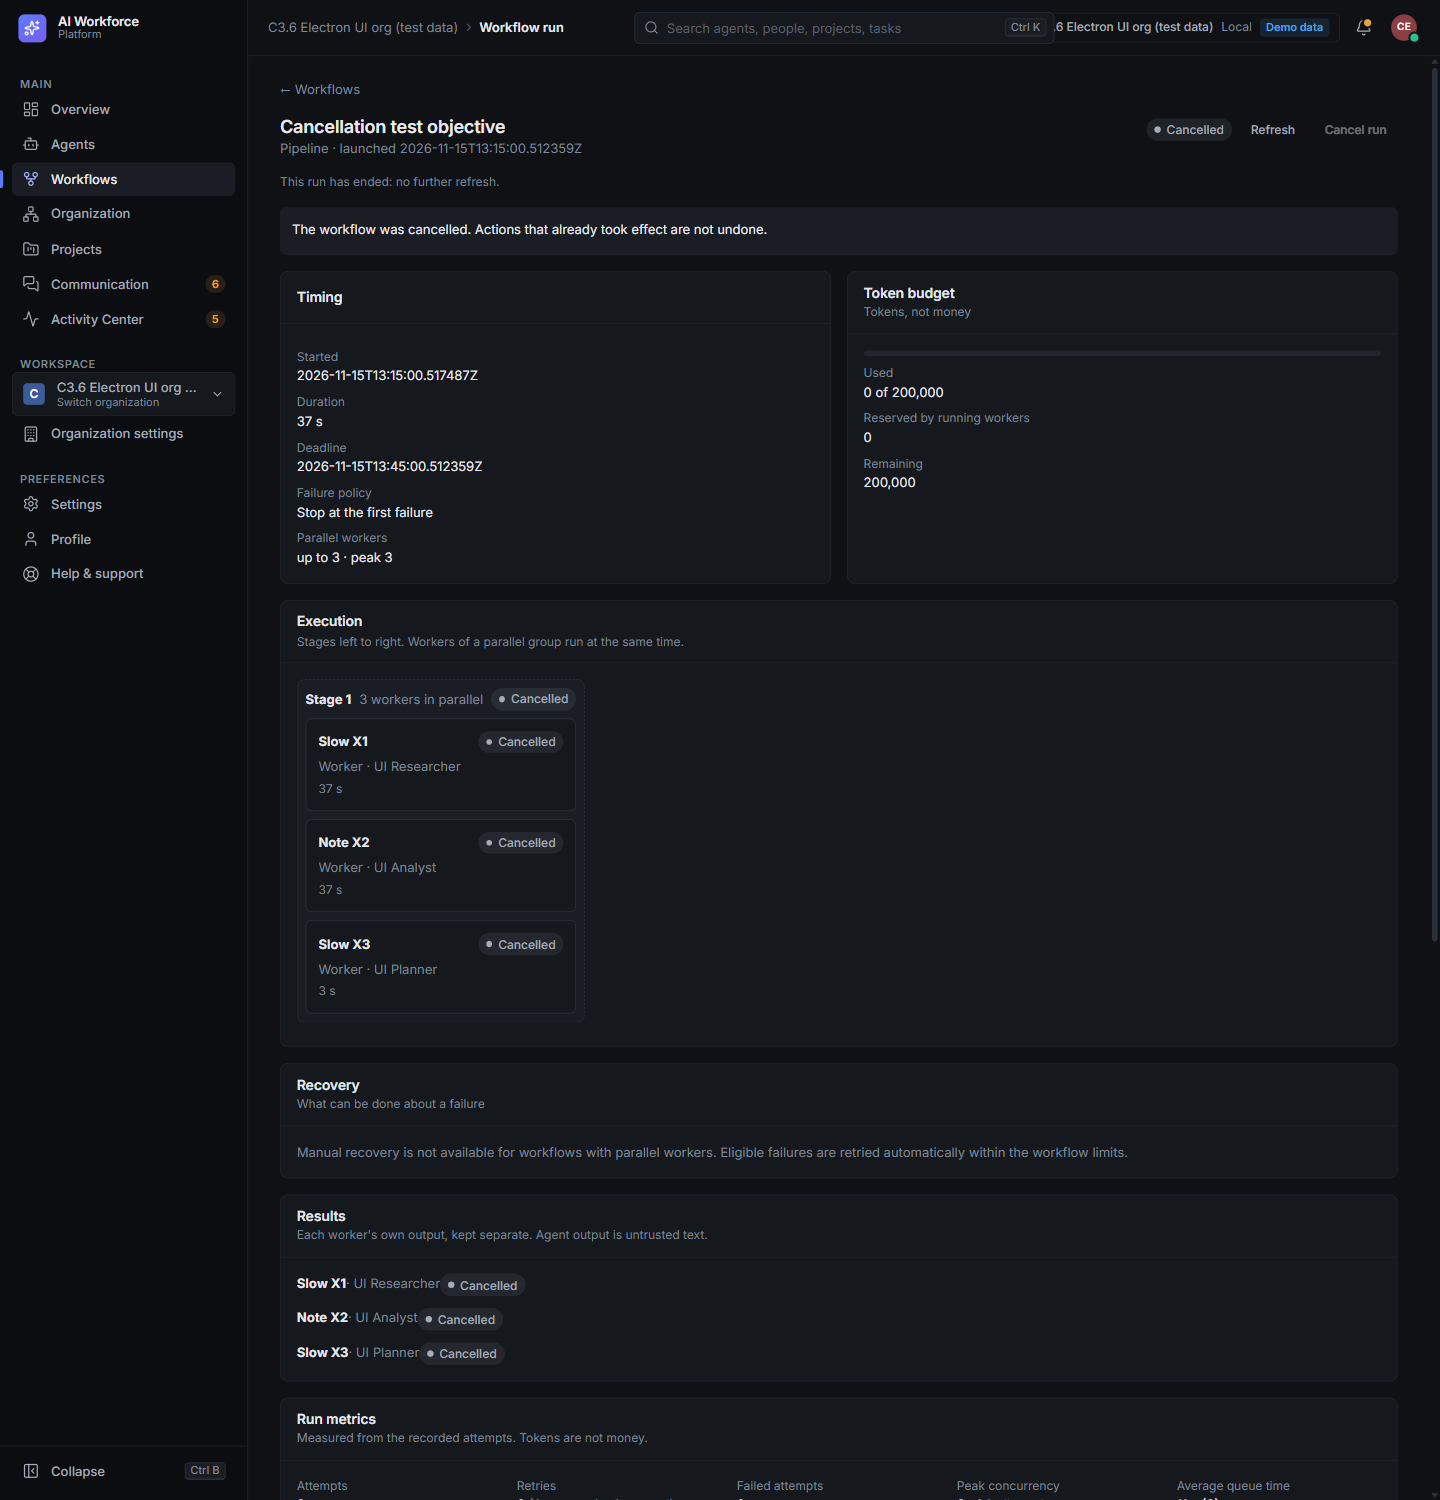 AI Workforce
Platform
C3.6 Electron UI org (test data) › Workflow run
Search agents, people, projects, tasks
Ctrl K
.6 Electron UI org (test data) Local Demo data
CE
MAIN
Overview
Agents
Workflows
Organization
Projects
Communication 6
Activity Center 5
WORKSPACE
C
C3.6 Electron UI org ...
Switch organization
Organization settings
PREFERENCES
Settings
Profile
Help & support
Collapse Ctrl B
← Workflows
Cancellation test objective
Pipeline · launched 2026-11-15T13:15:00.512359Z
Cancelled Refresh Cancel run
This run has ended: no further refresh.
The workflow was cancelled. Actions that already took effect are not undone.
Timing
Started
2026-11-15T13:15:00.517487Z
Duration
37 s
Deadline
2026-11-15T13:45:00.512359Z
Failure policy
Stop at the first failure
Parallel workers
up to 3 · peak 3
Token budget
Tokens, not money
Used
0 of 200,000
Reserved by running workers
0
Remaining
200,000
Execution
Stages left to right. Workers of a parallel group run at the same time.
Stage 1 3 workers in parallel Cancelled
Slow X1 Cancelled
Worker · UI Researcher
37 s
Note X2 Cancelled
Worker · UI Analyst
37 s
Slow X3 Cancelled
Worker · UI Planner
3 s
Recovery
What can be done about a failure
Manual recovery is not available for workflows with parallel workers. Eligible failures are retried automatically within the workflow limits.
Results
Each worker's own output, kept separate. Agent output is untrusted text.
Slow X1 · UI Researcher Cancelled
Note X2 · UI Analyst Cancelled
Slow X3 · UI Planner Cancelled
Run metrics
Measured from the recorded attempts. Tokens are not money.
Attempts Retries Failed attempts Peak concurrency Average queue time